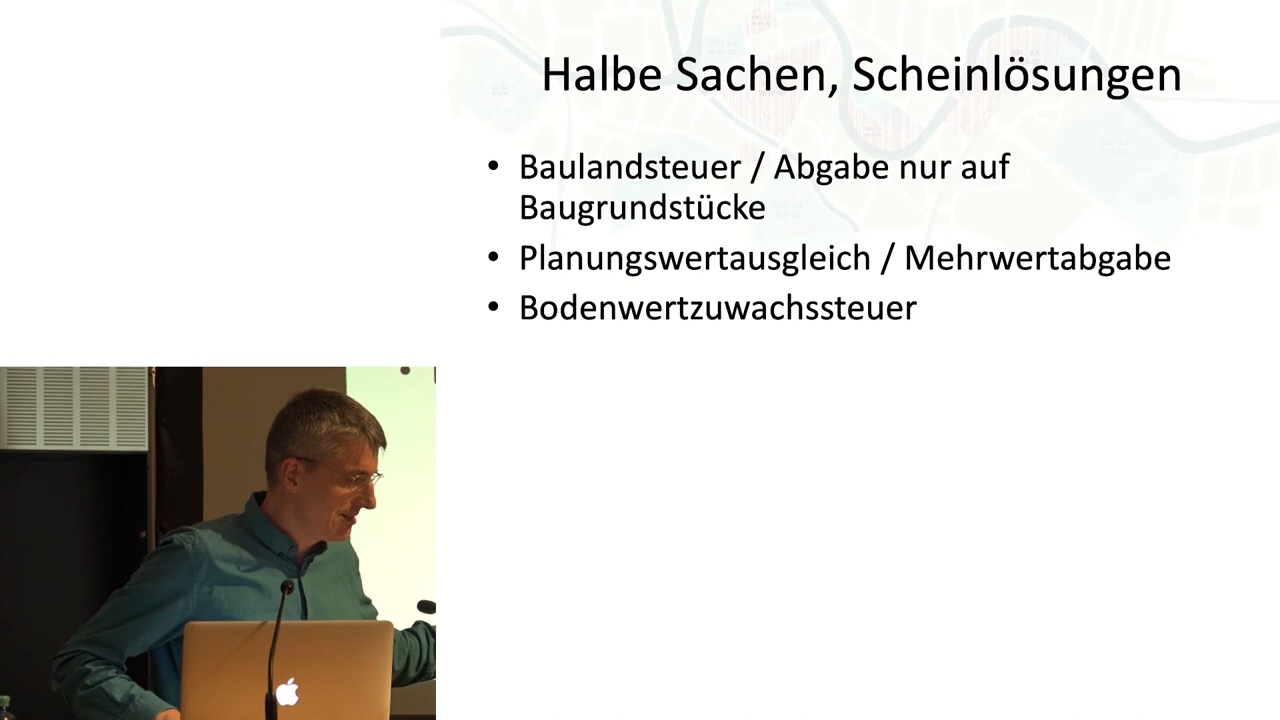 Halbe Sachen, Scheinlösungen
• Baulandsteuer / Abgabe nur auf
Baugrundstücke
• Planungswertausgleich / Mehrwertabgabe
• Bodenwertzuwachssteuer